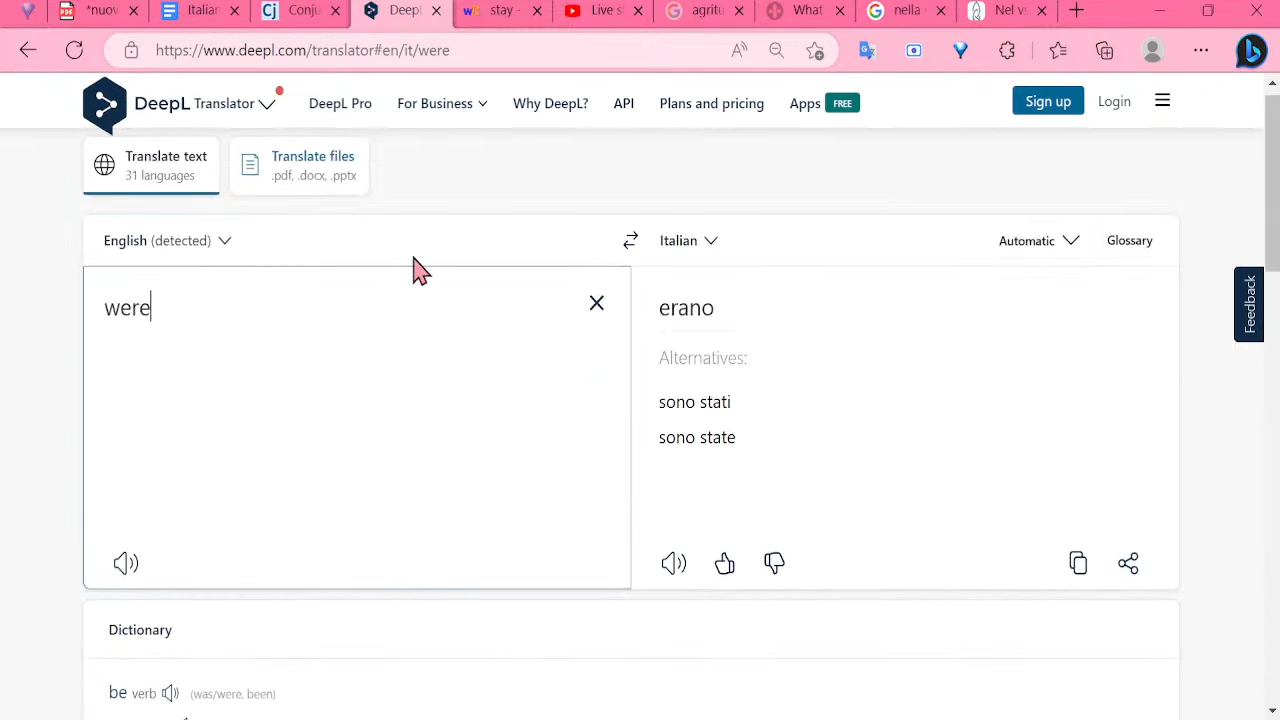 *nuov
Italian
Conju
DeepL
stay -
Live s
agritu
What
nella v
Nel vs
https://www.deepl.com/translator#en/it/were
DeepL Translator
DeepL Pro
For Business
Why DeepL?
API
Plans and pricing
Apps FREE
Sign up
Login
Translate text
31 languages
Translate files
.pdf, .docx, .pptx
English (detected)
Italian
Automatic
Glossary
were
erano
Alternatives:
sono stati
sono state
Feedback
Dictionary
be verb (was/were, been)